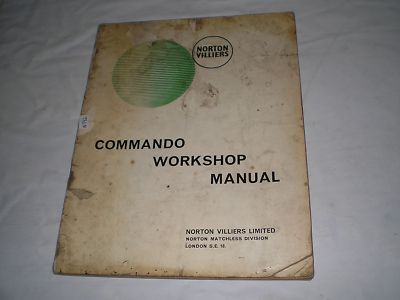 NORTON
VILLIERS
COMMANDO
WORKSHOP
MANUAL
NORTON VILLIERS LIMITED
NORTON MATCHLESS DIVISION
LONDON S.E. 18.